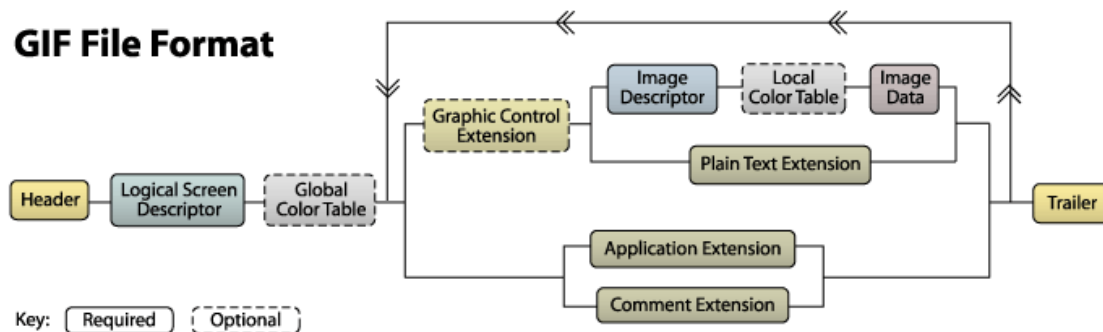 GIF File Format
Image
Descriptor
Local
Color Table
Image
Data
Graphic Control
Extension
Plain Text Extension
Header
Logical Screen
Descriptor
Global
Color Table
Trailer
Application Extension
Comment Extension
Key: Required Optional